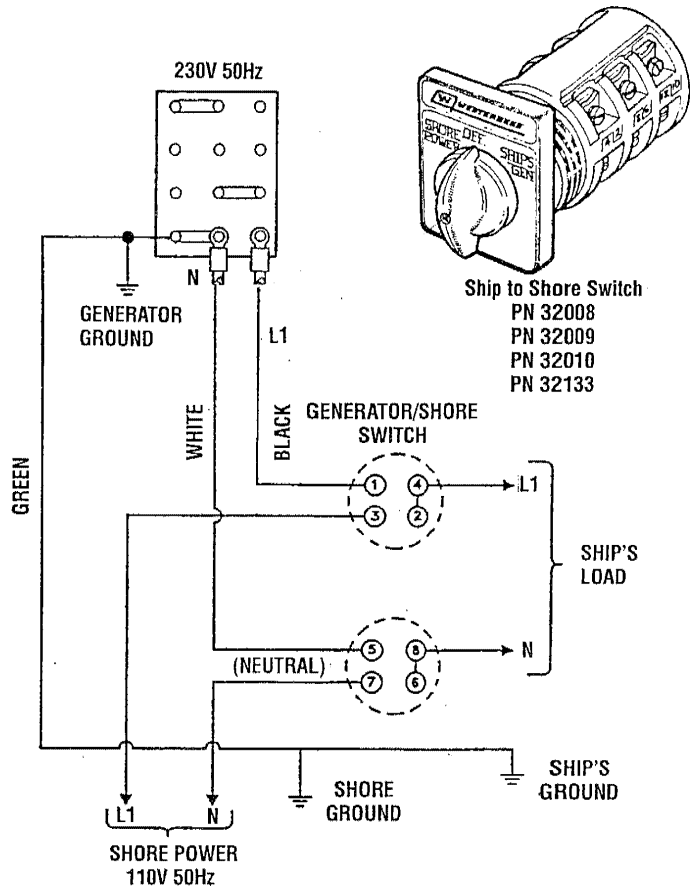 230V 50Hz
WESTERBEKE
SHORE POWER
OFF
SHIPS GEN
Ship to Shore Switch
PN 32008
PN 32009
PN 32010
PN 32133
N
GENERATOR
GROUND
L1
GREEN
WHITE
BLACK
GENERATOR/SHORE
SWITCH
1
4
L1
3
2
SHIP'S
LOAD
5
8
N
(NEUTRAL)
7
6
SHORE
GROUND
SHIP'S
GROUND
L1
N
SHORE POWER
110V 50Hz